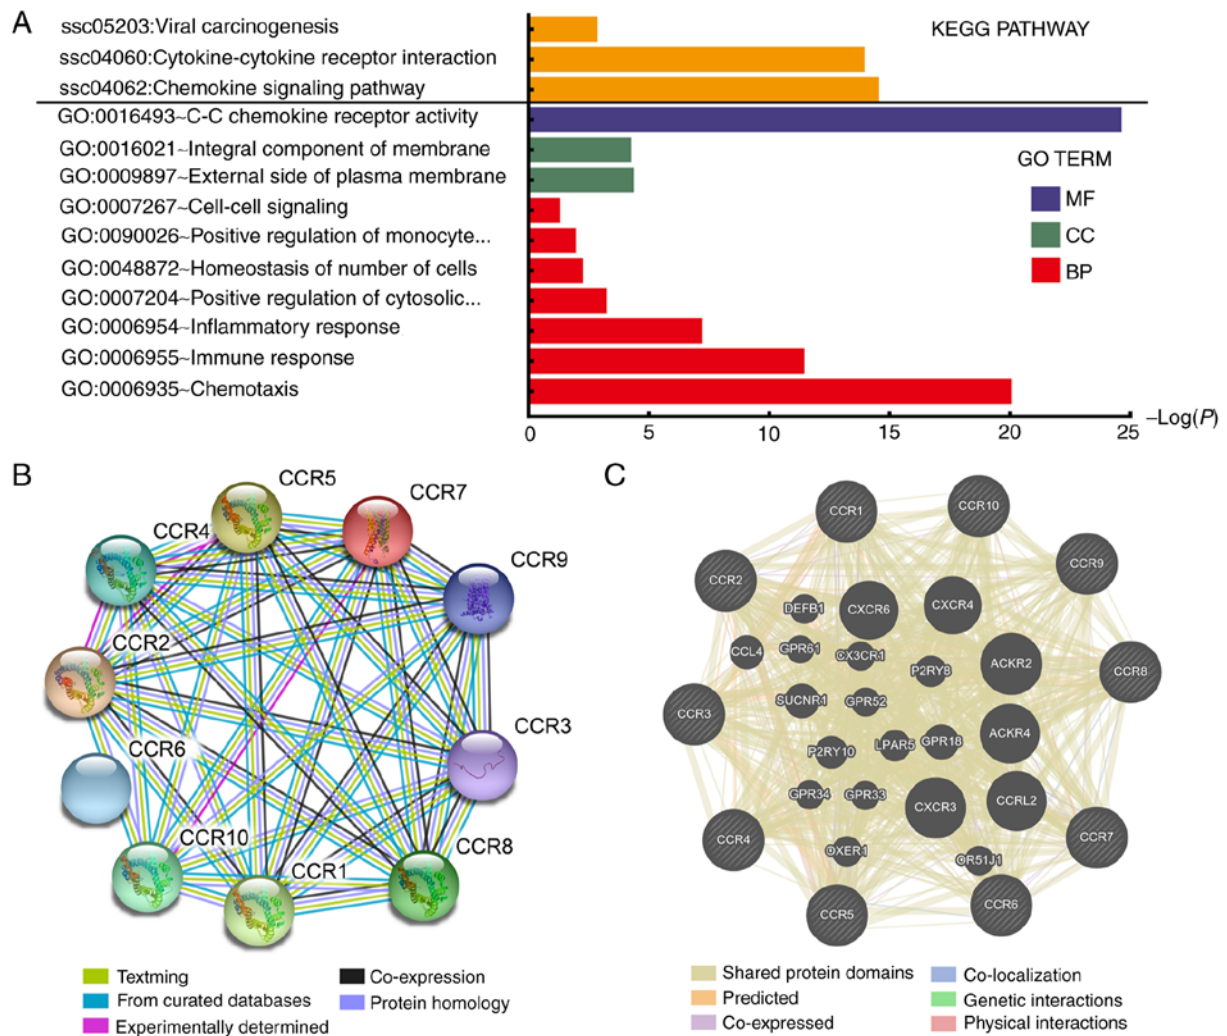 A
ssc05203:Viral carcinogenesis
ssc04060:Cytokine-cytokine receptor interaction
ssc04062:Chemokine signaling pathway
KEGG PATHWAY
GO:0016493~C-C chemokine receptor activity
GO:0016021~Integral component of membrane
GO:0009897~External side of plasma membrane
GO:0007267~Cell-cell signaling
GO:0090026~Positive regulation of monocyte...
GO:0048872~Homeostasis of number of cells
GO:0007204~Positive regulation of cytosolic...
GO:0006954~Inflammatory response
GO:0006955~Immune response
GO:0006935~Chemotaxis
GO TERM
MF
CC
BP
0 5 10 15 20 25
–Log(P)
B
CCR5
CCR7
CCR4
CCR9
CCR2
CCR3
CCR6
CCR10
CCR1
CCR8
Textming
From curated databases
Experimentally determined
Co-expression
Protein homology
C
CCR1
CCR10
CCR2
CCR9
DEFB1
CXCR6
CXCR4
CCL4
GPR61
CX3CR1
P2RY8
ACKR2
CCR8
SUCNR1
GPR52
CCR3
P2RY10
LPAR5
GPR18
ACKR4
GPR34
GPR33
CXCR3
CCRL2
CCR4
OXER1
OR51J1
CCR7
CCR5
CCR6
Shared protein domains
Predicted
Co-expressed
Co-localization
Genetic interactions
Physical interactions